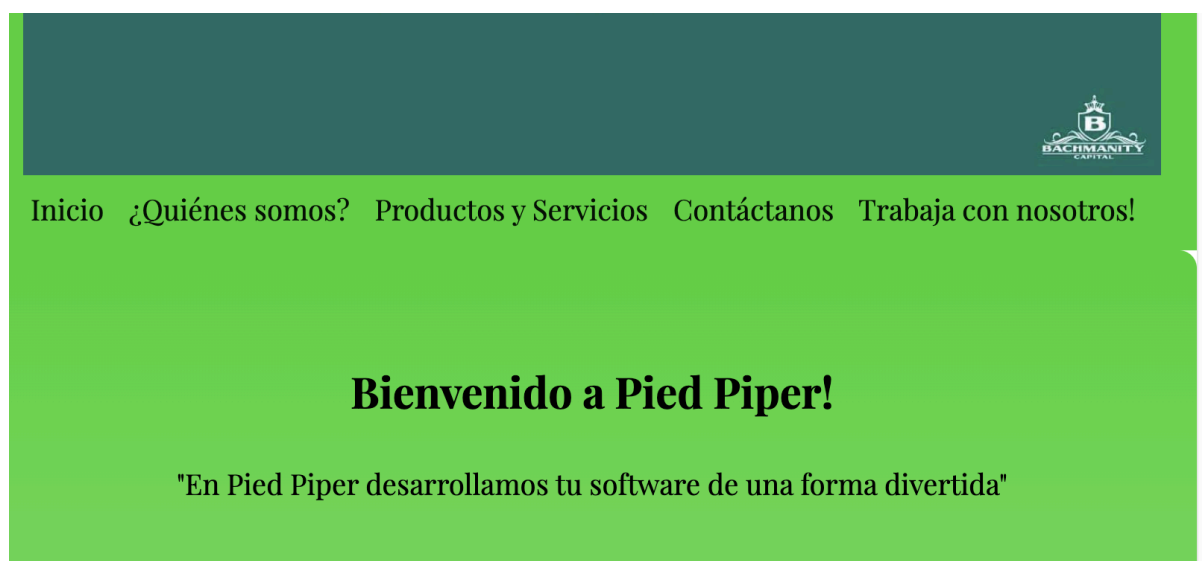 B
BACHMANITY
CAPITAL
Inicio ¿Quiénes somos? Productos y Servicios Contáctanos Trabaja con nosotros!
Bienvenido a Pied Piper!
"En Pied Piper desarrollamos tu software de una forma divertida"